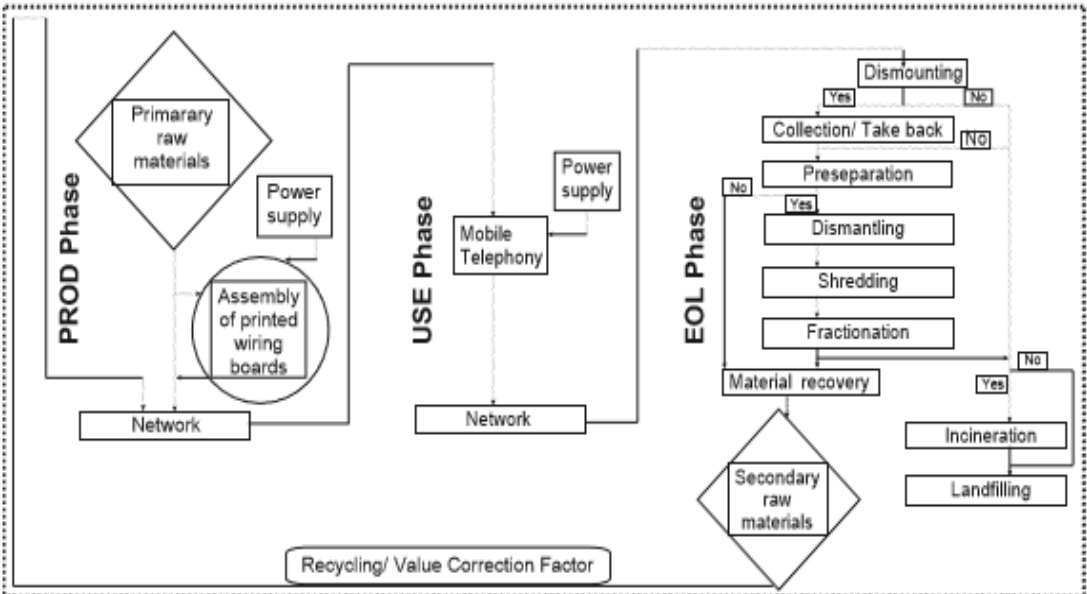 PROD Phase
Primarary
raw
materials
Power
supply
Assembly
of printed
wiring
boards
Network
USE Phase
Power
supply
Mobile
Telephony
Network
EOL Phase
Dismounting
Yes
No
Collection/ Take back
No
Preseparation
No
Yes
Dismantling
Shredding
Fractionation
No
Material recovery
Yes
Incineration
Landfilling
Secondary
raw
materials
Recycling/ Value Correction Factor